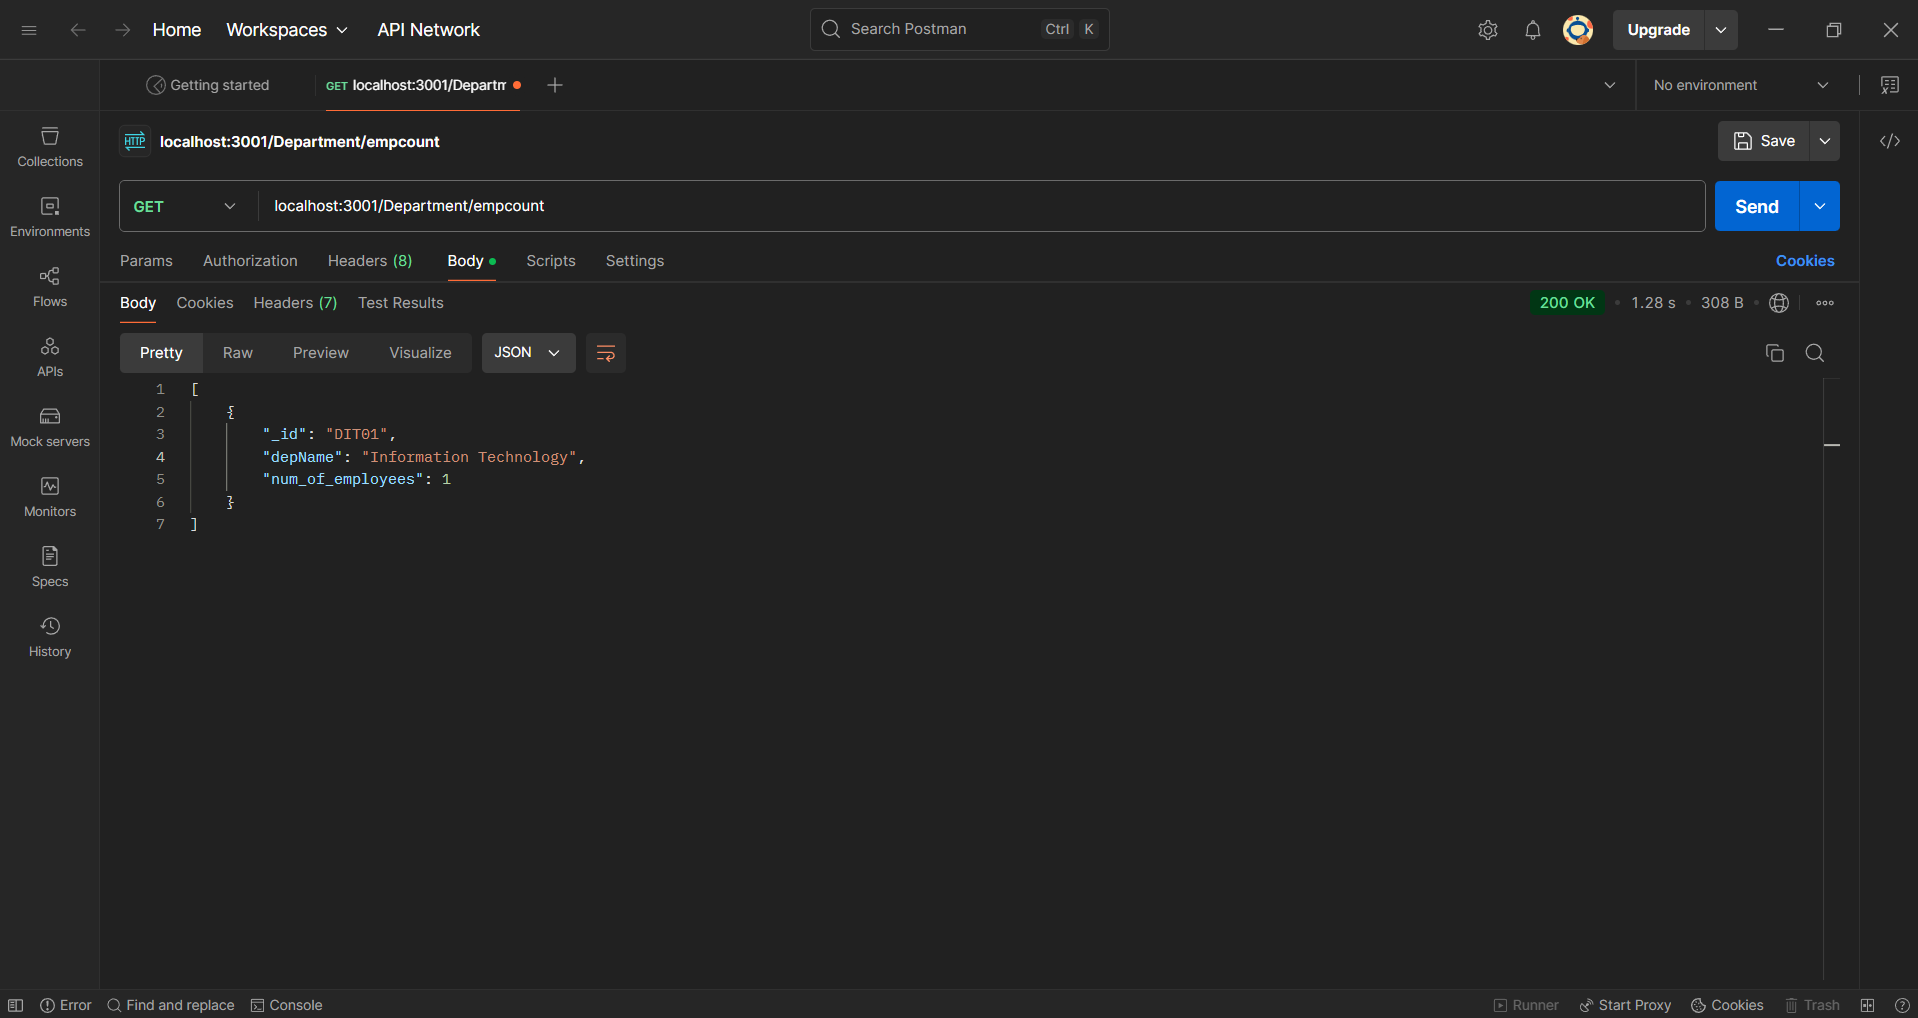 Home Workspaces API Network Search Postman Ctrl K Upgrade
Getting started GET localhost:3001/Departm No environment
HTTP localhost:3001/Department/empcount Save
GET localhost:3001/Department/empcount Send
Params Authorization Headers (8) Body Scripts Settings Cookies
Body Cookies Headers (7) Test Results 200 OK 1.28 s 308 B
Pretty Raw Preview Visualize JSON
1 [
2 {
3 "_id": "DIT01",
4 "depName": "Information Technology",
5 "num_of_employees": 1
6 }
7 ]
Collections
Environments
Flows
APIs
Mock servers
Monitors
Specs
History
Error Find and replace Console Runner Start Proxy Cookies Trash